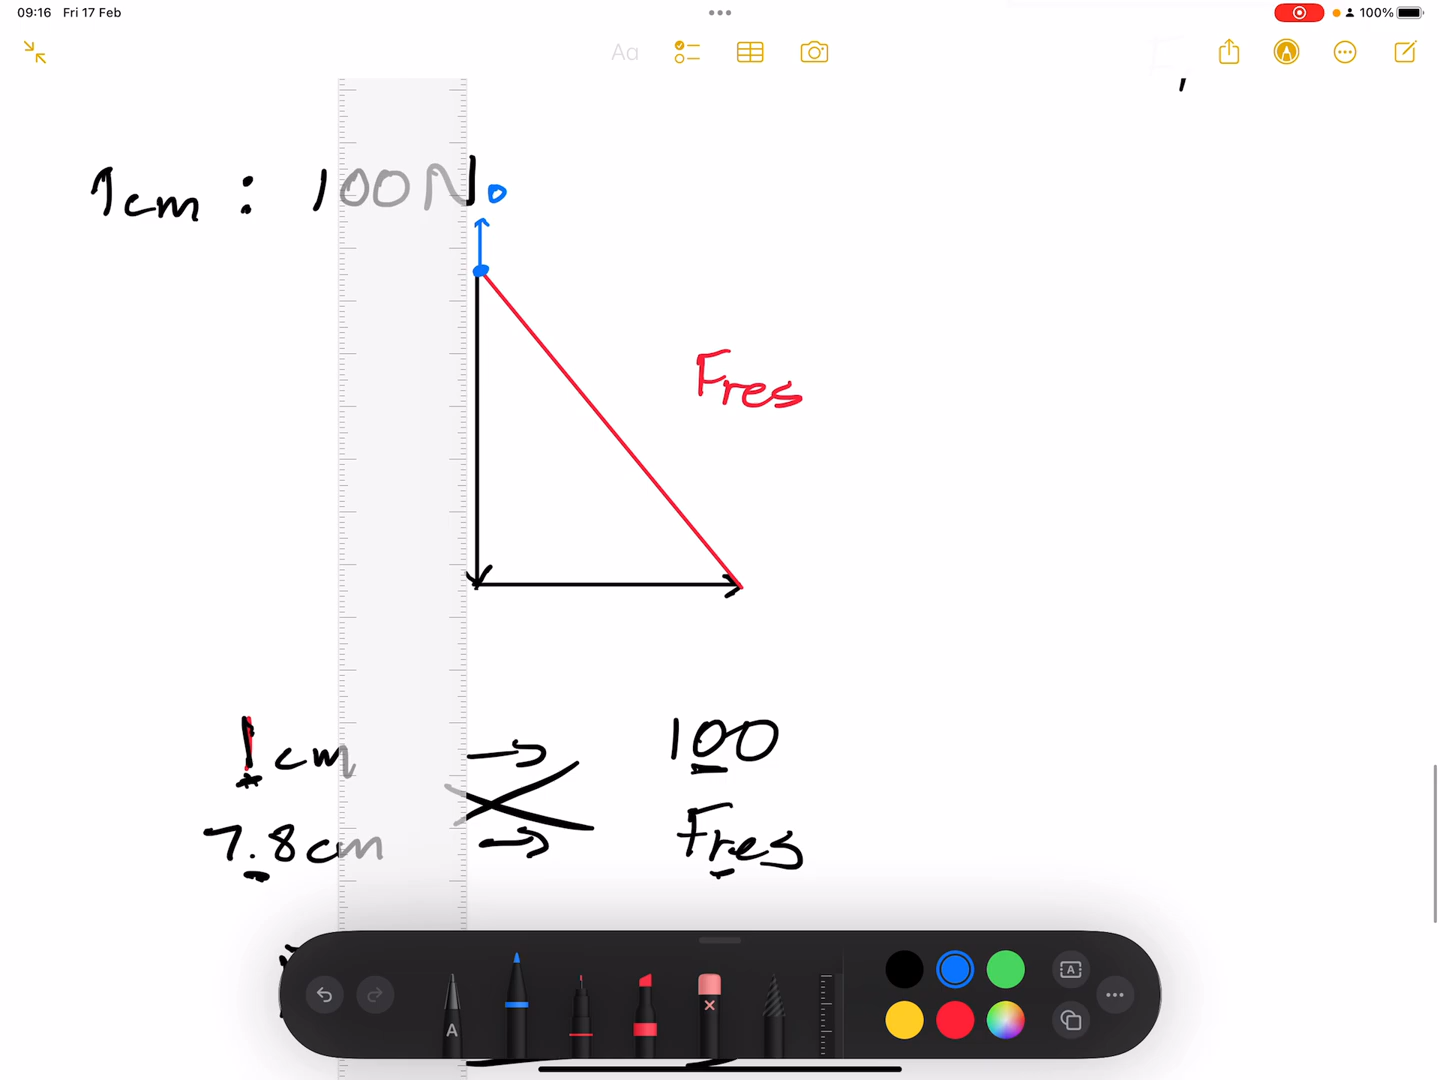 09:16 Fri 17 Feb
100%
Aa
1cm : 100N
Fres
1cm → 100
7.8cm → Fres
A
A